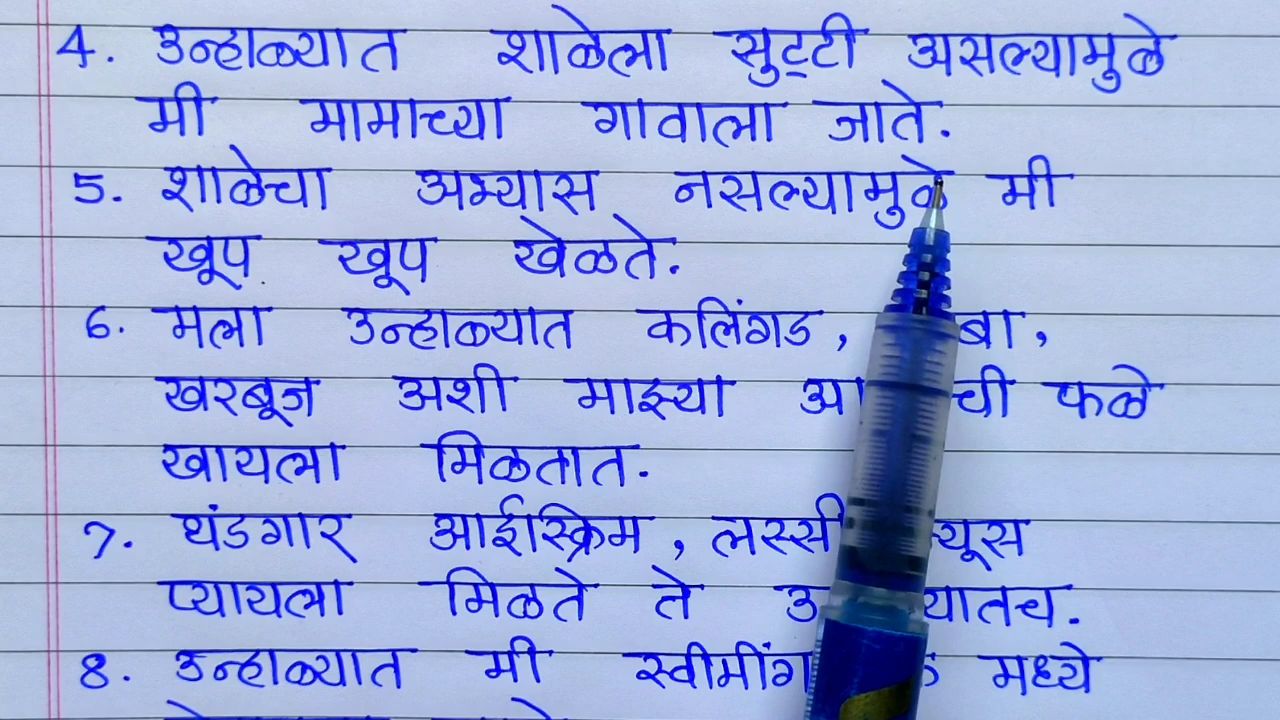 4. उन्हाळ्यात शाळेला सुट्टी असल्यामुळे
मी मामाच्या गावाला जाते.
5. शाळेचा अभ्यास नसल्यामुळे मी
खूप खूप खेळते.
6. मला उन्हाळ्यात कलिंगड,
खरबूज अशी माझ्या फळे
खायला मिळतात.
7. थंडगार आईस्क्रिम, लस्सी
प्यायला मिळते ते
8. उन्हाळ्यात मी मध्ये